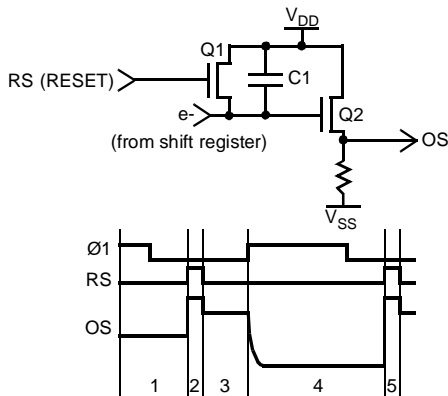 VDD
Q1
RS (RESET)
C1
e-
Q2
(from shift register)
OS
VSS
Ø1
RS
OS
1 2 3 4 5